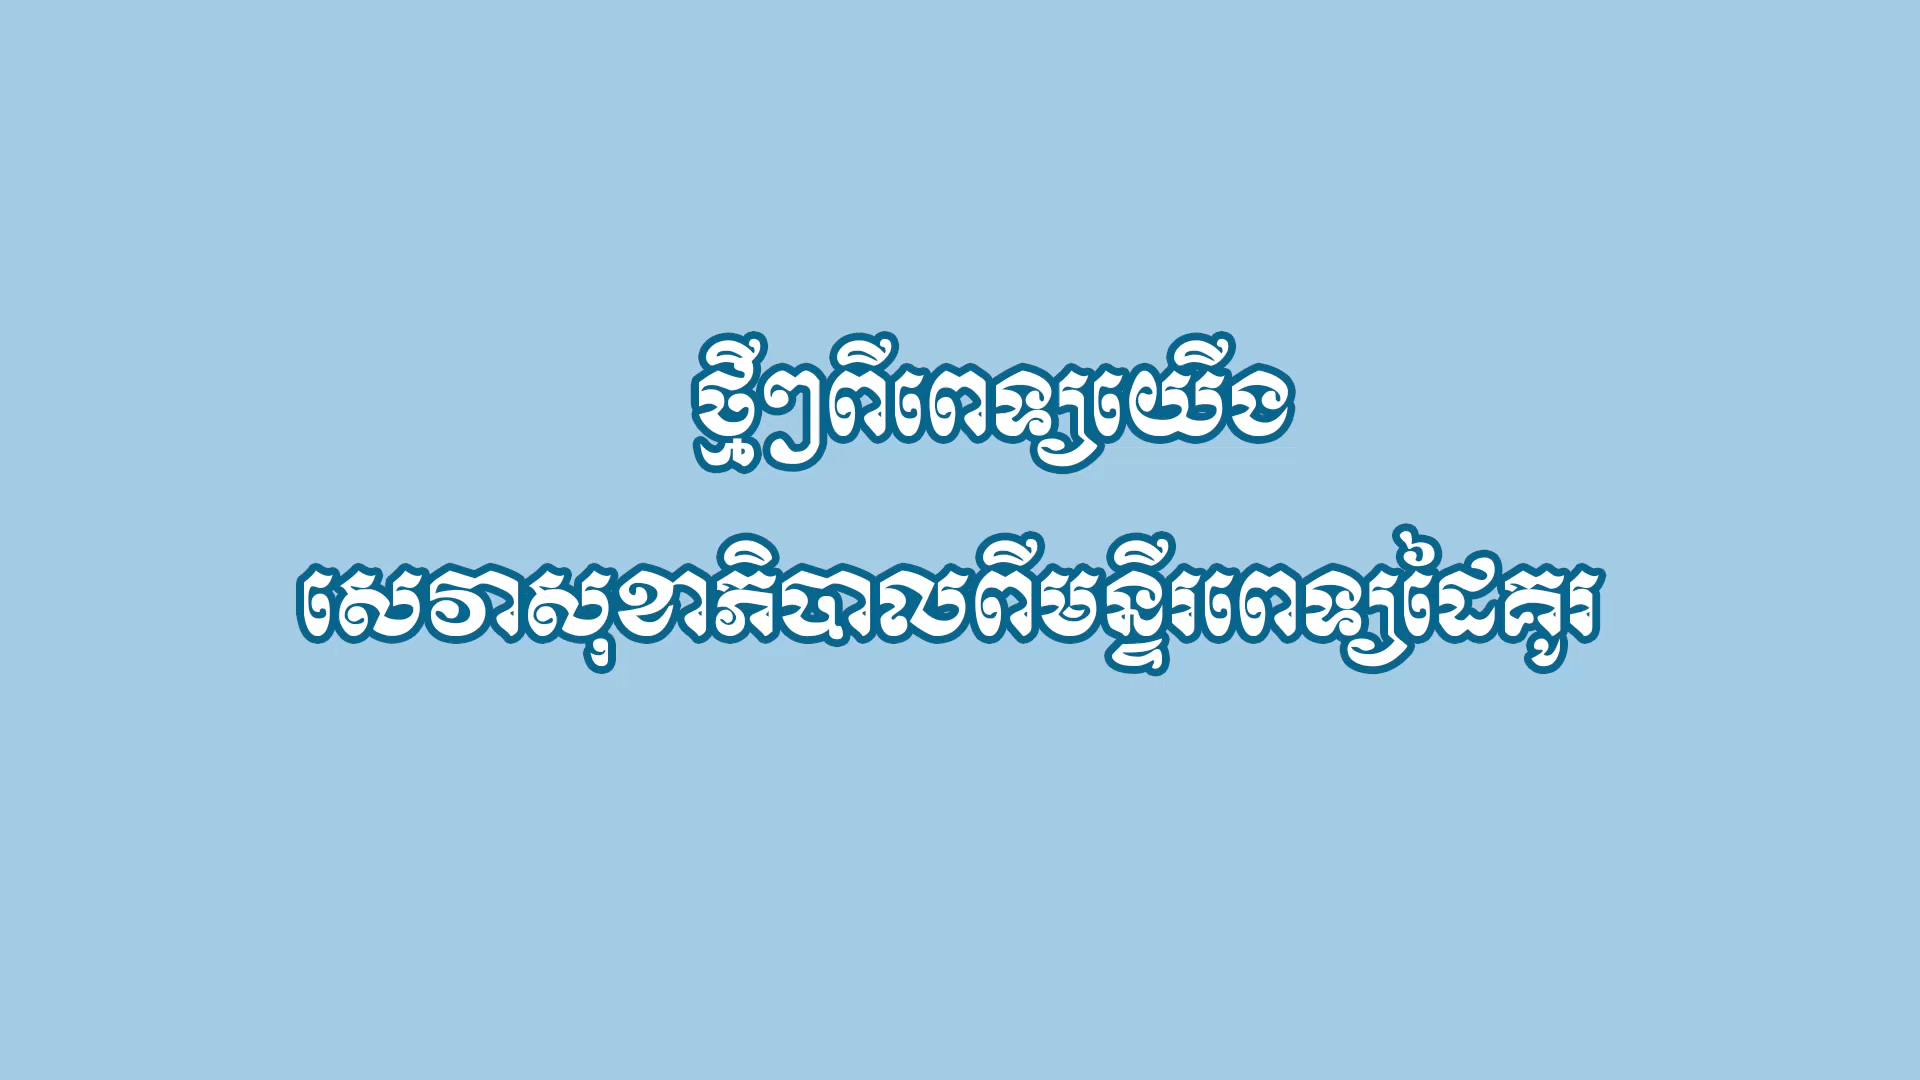 ថ្មីៗពីពេទ្យយើង
សេវាសុខាភិបាលពីមន្ទីរពេទ្យដៃគូរ